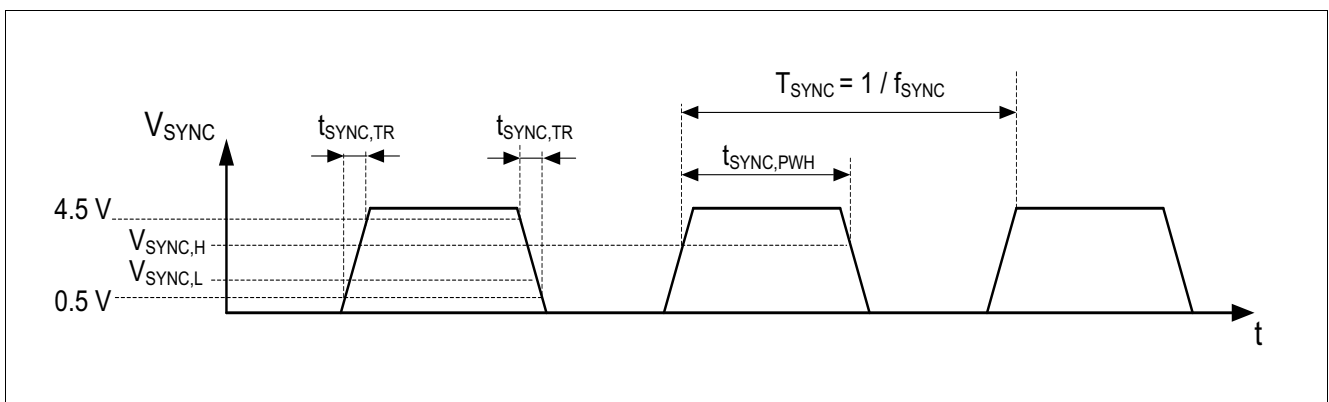 T_SYNC = 1 / f_SYNC
V_SYNC
t_SYNC,TR
t_SYNC,TR
t_SYNC,PWH
4.5 V
V_SYNC,H
V_SYNC,L
0.5 V
t